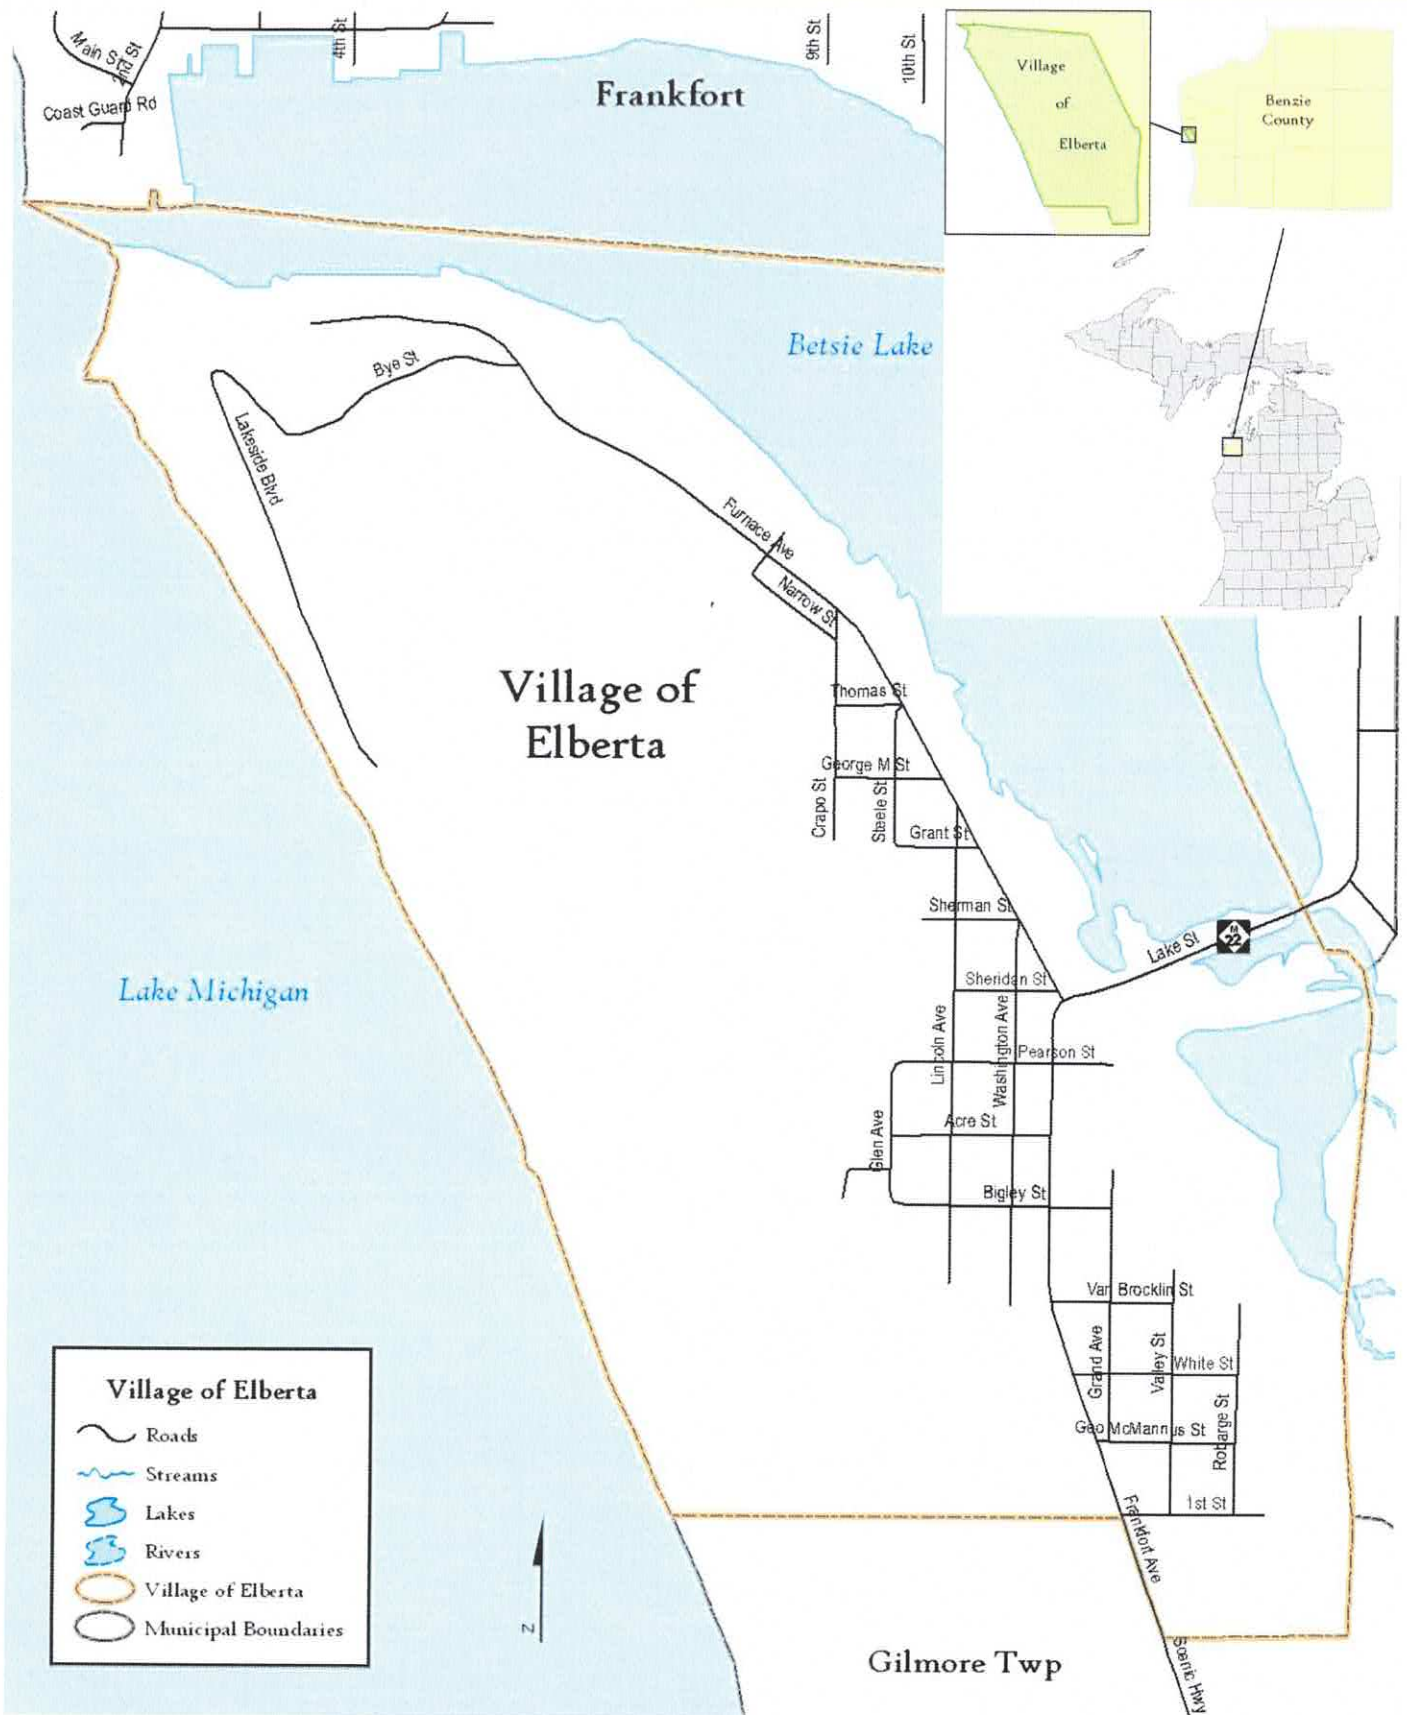 Main St
2nd St
4th St
9th St
10th St
Coast Guard Rd
Frankfort
Village
of
Elberta
Benzie
County
Betsie Lake
Bye St
Lakeside Blvd
Furnace Ave
Narrow St
Village of
Elberta
Thomas St
George M St
Crapo St
Steele St
Grant St
Sherman St
Lake St
M
22
Lake Michigan
Sheridan St
Lincoln Ave
Washington Ave
Pearson St
Acre St
Glen Ave
Bigley St
Van Brocklin St
Grand Ave
Valley St
White St
Geo McMannus St
Robarge St
1st St
Frankfort Ave
Scenic Hwy
Gilmore Twp
Village of Elberta
Roads
Streams
Lakes
Rivers
Village of Elberta
Municipal Boundaries
N